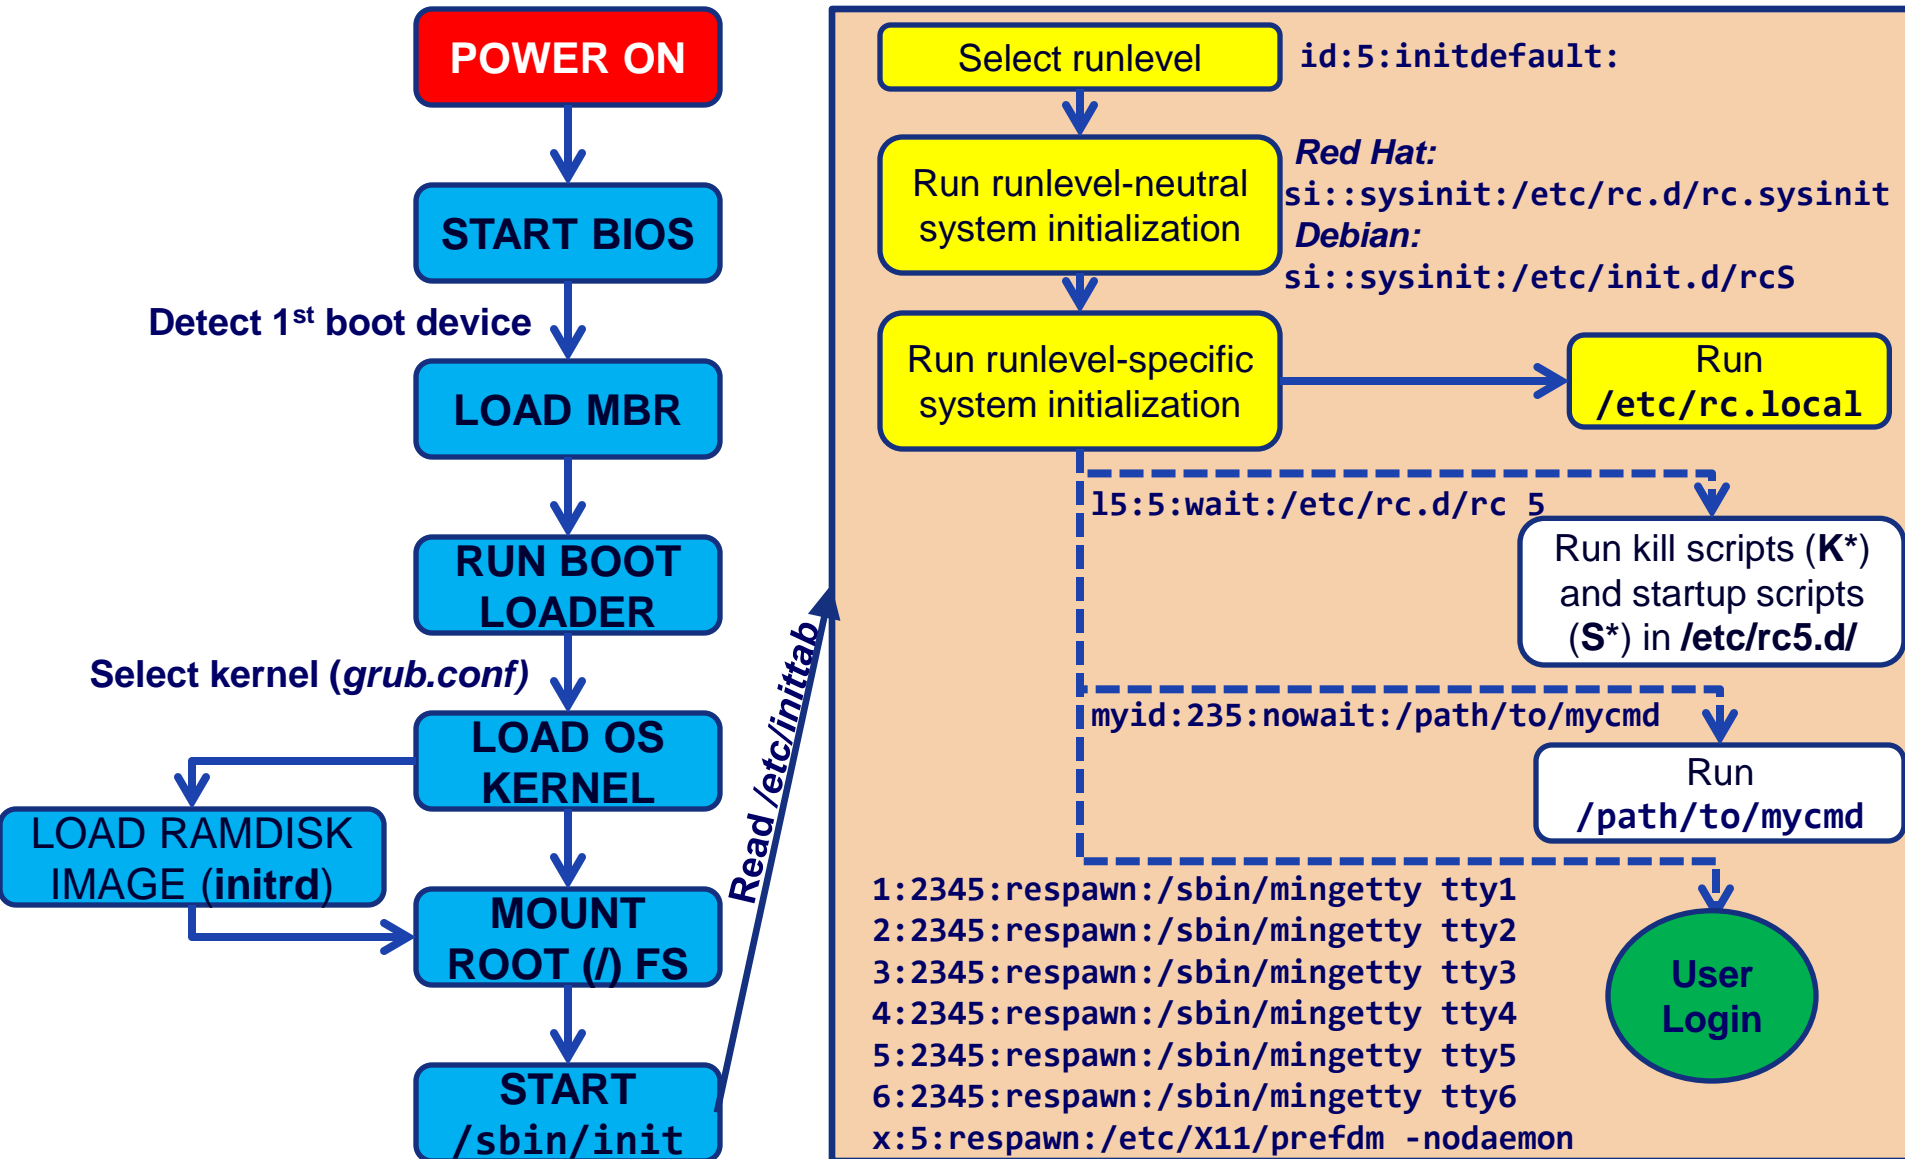 POWER ON
START BIOS
Detect 1st boot device
LOAD MBR
RUN BOOT
LOADER
Select kernel (grub.conf)
LOAD OS
KERNEL
LOAD RAMDISK
IMAGE (initrd)
MOUNT
ROOT (/) FS
START
/sbin/init
Read /etc/inittab
Select runlevel
id:5:initdefault:
Run runlevel-neutral
system initialization
Red Hat:
si::sysinit:/etc/rc.d/rc.sysinit
Debian:
si::sysinit:/etc/init.d/rcS
Run runlevel-specific
system initialization
Run
/etc/rc.local
l5:5:wait:/etc/rc.d/rc 5
Run kill scripts (K*)
and startup scripts
(S*) in /etc/rc5.d/
myid:235:nowait:/path/to/mycmd
Run
/path/to/mycmd
1:2345:respawn:/sbin/mingetty tty1
2:2345:respawn:/sbin/mingetty tty2
3:2345:respawn:/sbin/mingetty tty3
4:2345:respawn:/sbin/mingetty tty4
5:2345:respawn:/sbin/mingetty tty5
6:2345:respawn:/sbin/mingetty tty6
x:5:respawn:/etc/X11/prefdm -nodaemon
User
Login